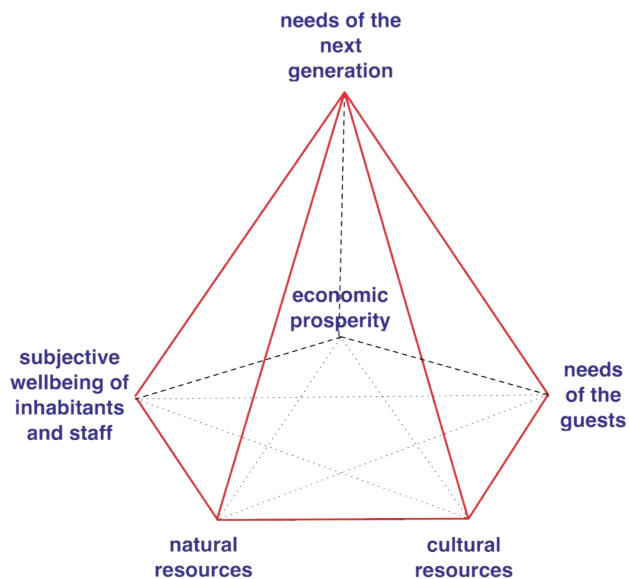 needs of the
next
generation
economic
prosperity
subjective
wellbeing of
inhabitants
and staff
needs
of the
guests
natural
resources
cultural
resources